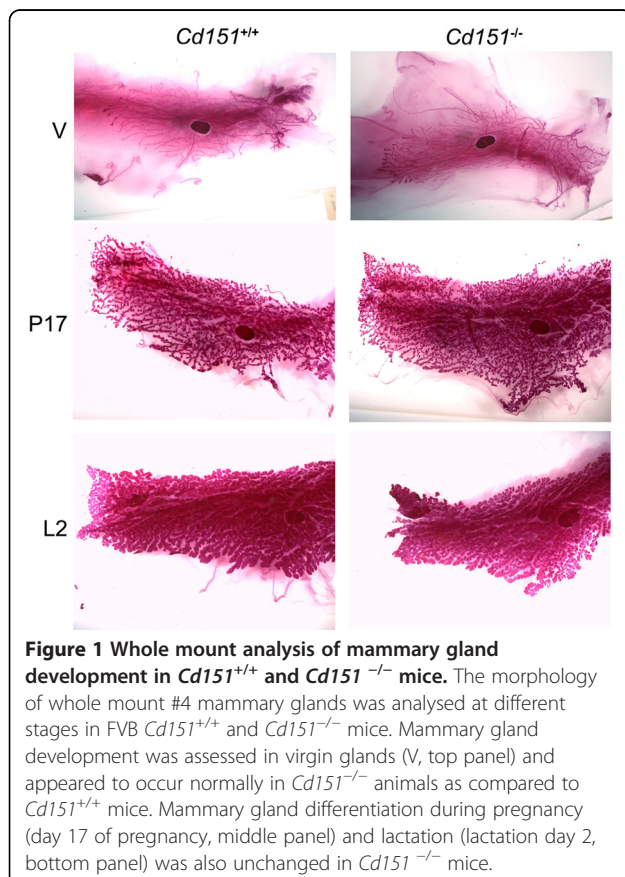 Cd151+/+ Cd151-/-
V
P17
L2
Figure 1 Whole mount analysis of mammary gland
development in Cd151+/+ and Cd151 −/− mice. The morphology
of whole mount #4 mammary glands was analysed at different
stages in FVB Cd151+/+ and Cd151−/− mice. Mammary gland
development was assessed in virgin glands (V, top panel) and
appeared to occur normally in Cd151−/− animals as compared to
Cd151+/+ mice. Mammary gland differentiation during pregnancy
(day 17 of pregnancy, middle panel) and lactation (lactation day 2,
bottom panel) was also unchanged in Cd151 −/− mice.